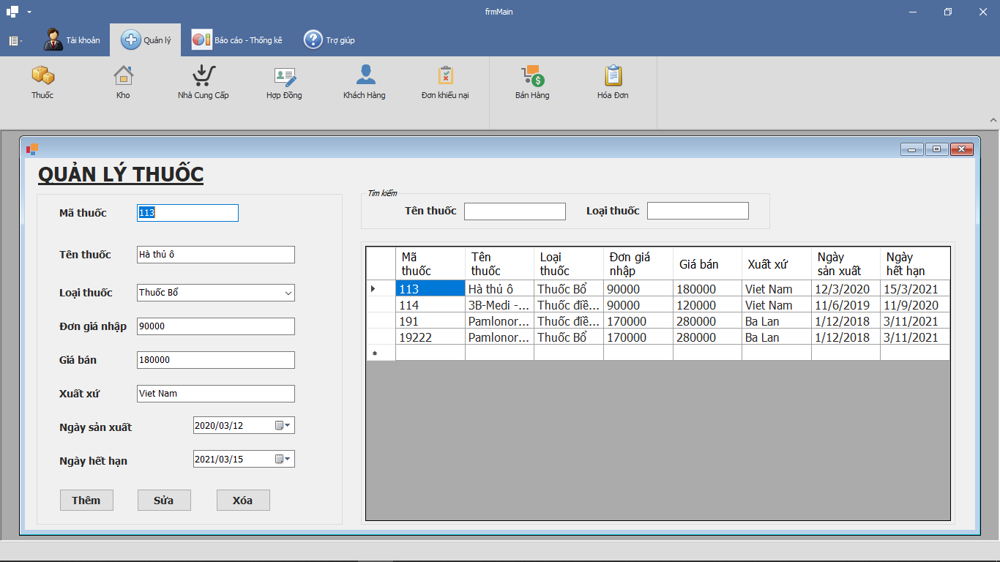 frmMain
Tài khoản
Quản lý
Báo cáo - Thống kê
Trợ giúp
Thuốc
Kho
Nhà Cung Cấp
Hợp Đồng
Khách Hàng
Đơn khiếu nại
Bán Hàng
Hóa Đơn
QUẢN LÝ THUỐC
Mã thuốc 113
Tên thuốc Hà thủ ô
Loại thuốc Thuốc Bổ
Đơn giá nhập 90000
Giá bán 180000
Xuất xứ Viet Nam
Ngày sản xuất 2020/03/12
Ngày hết hạn 2021/03/15
Thêm Sửa Xóa
Tìm kiếm
Tên thuốc Loại thuốc
Mã thuốc Tên thuốc Loại thuốc Đơn giá nhập Giá bán Xuất xứ Ngày sản xuất Ngày hết hạn
113 Hà thủ ô Thuốc Bổ 90000 180000 Viet Nam 12/3/2020 15/3/2021
114 3B-Medi -... Thuốc điề... 90000 120000 Viet Nam 11/6/2019 11/9/2020
191 Pamlonor... Thuốc điề... 170000 280000 Ba Lan 1/12/2018 3/11/2021
19222 Pamlonor... Thuốc Bổ 170000 280000 Ba Lan 1/12/2018 3/11/2021